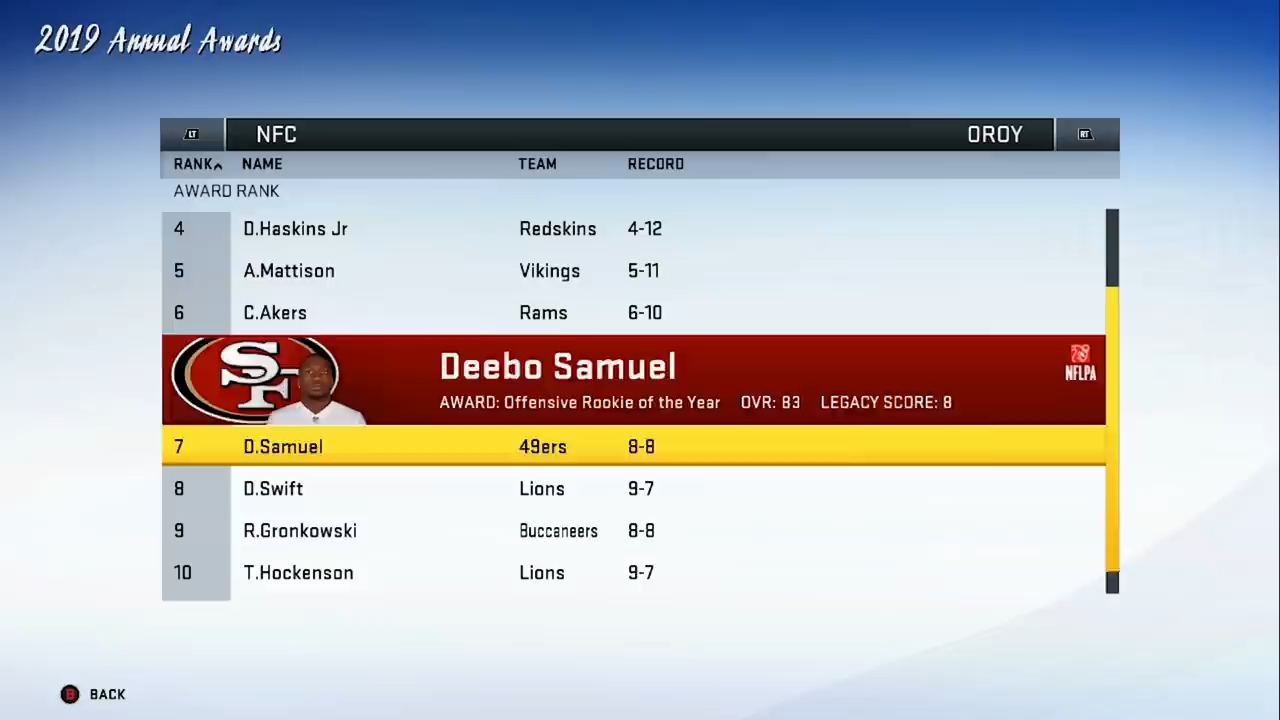 2019 Annual Awards
LT NFC OROY RT
RANK NAME TEAM RECORD
AWARD RANK
4 D.Haskins Jr Redskins 4-12
5 A.Mattison Vikings 5-11
6 C.Akers Rams 6-10
SF
Deebo Samuel
NFLPA
AWARD: Offensive Rookie of the Year OVR: 83 LEGACY SCORE: 8
7 D.Samuel 49ers 8-8
8 D.Swift Lions 9-7
9 R.Gronkowski Buccaneers 8-8
10 T.Hockenson Lions 9-7
B BACK